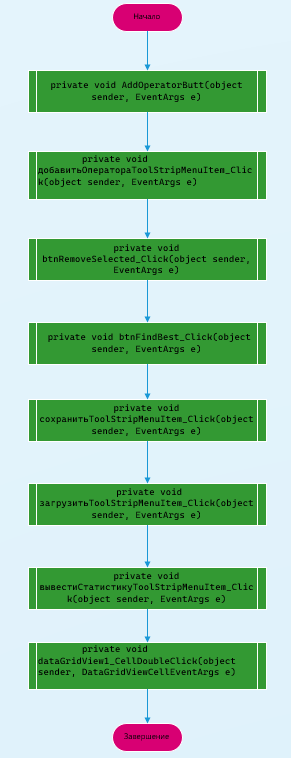 Начало
private void AddOperatorButt(object
sender, EventArgs e)
private void
добавитьОператораToolStripMenuItem_Clic
k(object sender, EventArgs e)
private void
btnRemoveSelected_Click(object sender,
EventArgs e)
private void btnFindBest_Click(object
sender, EventArgs e)
private void
сохранитьToolStripMenuItem_Click(object
sender, EventArgs e)
private void
загрузитьToolStripMenuItem_Click(object
sender, EventArgs e)
private void
вывестиСтатистикуToolStripMenuItem_Clic
k(object sender, EventArgs e)
private void
dataGridView1_CellDoubleClick(object
sender, DataGridViewCellEventArgs e)
Завершение